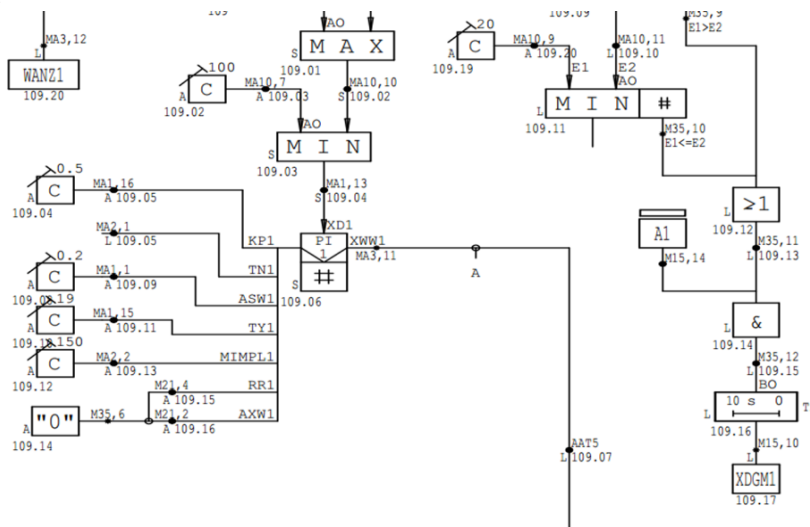 109
109.09
M35,9
E1>E2
MA3,12
L
WANZ1
109.20
AO
S
M A X
109.01
20
C
A
109.19
MA10,9
A 109.20
E1
MA10,11
L 109.10
E2
AO
100
C
A
109.02
MA10,7
A 109.03
MA10,10
S 109.02
AO
L
M I N
#
109.11
M35,10
E1<=E2
S
M I N
109.03
0.5
C
A
109.04
MA1,16
A 109.05
MA1,13
S 109.04
L
≥1
109.12
MA2,1
L 109.05
KP1
XD1
PI
1
#
S
109.06
XWW1
MA3,11
A
A1
M15,14
M35,11
L 109.13
0.2
C
A
MA1,1
A 109.09
TN1
ASW1
19
C
A
MA1,15
A 109.11
TY1
L
&
109.14
150
C
A
109.12
MA2,2
A 109.13
MIMPL1
M35,12
L 109.15
M21,4
A 109.15
RR1
BO
10 s 0
T
L
109.16
"0"
A
109.14
M35,6
M21,2
A 109.16
AXW1
AAT5
L 109.07
M15,10
L
XDGM1
109.17